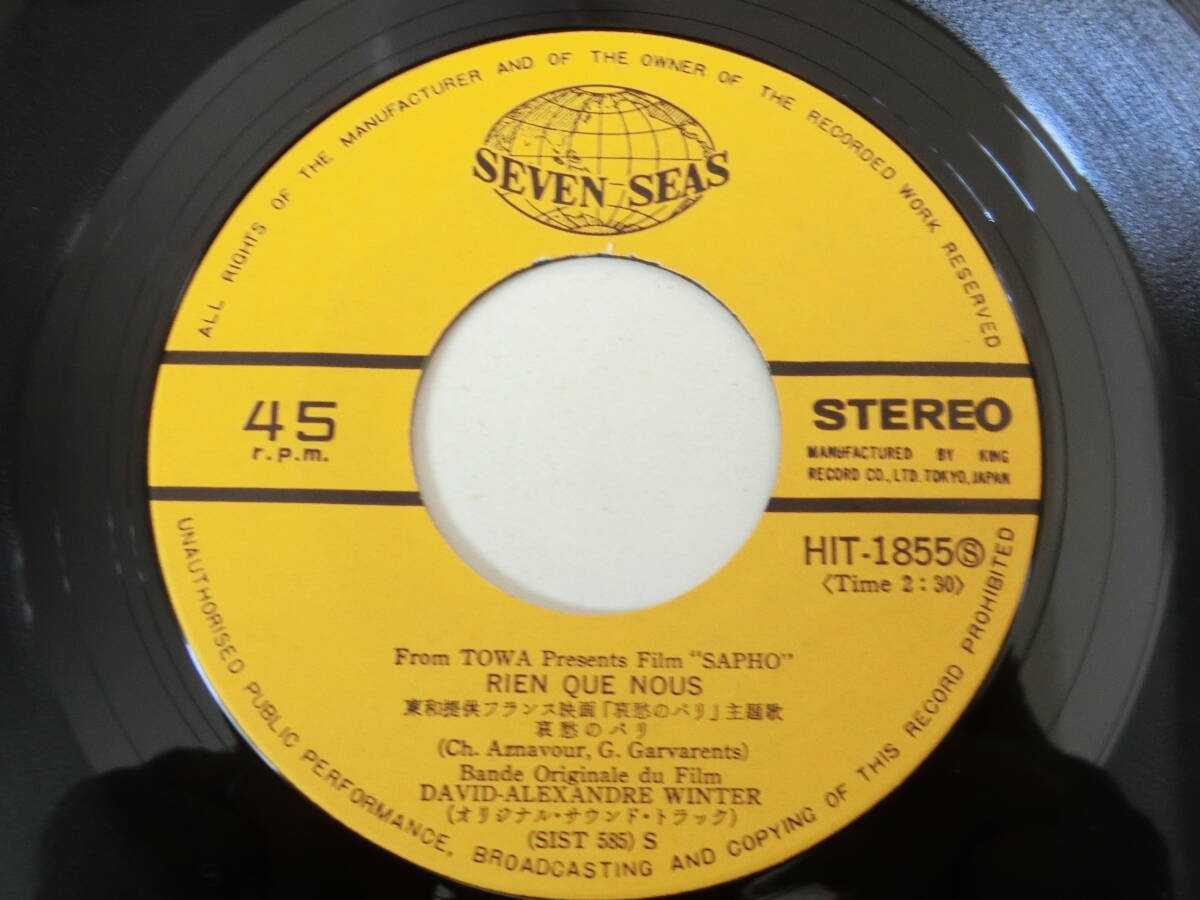 ALL RIGHTS OF THE MANUFACTURER AND OF THE OWNER OF THE RECORDED WORK RESERVED
SEVEN SEAS
45
r.p.m.
STEREO
MANUFACTURED BY KING
RECORD CO., LTD. TOKYO, JAPAN
HIT-1855Ⓢ
〈Time 2:30〉
From TOWA Presents Film "SAPHO"
RIEN QUE NOUS
東和提供フランス映画「哀愁のパリ」主題歌
哀愁のパリ
(Ch. Aznavour, G. Garvarents)
Bande Originale du Film
DAVID-ALEXANDRE WINTER
(オリジナル・サウンド・トラック)
(SIST 585) S
UNAUTHORISED PUBLIC PERFORMANCE, BROADCASTING AND COPYING OF THIS RECORD PROHIBITED